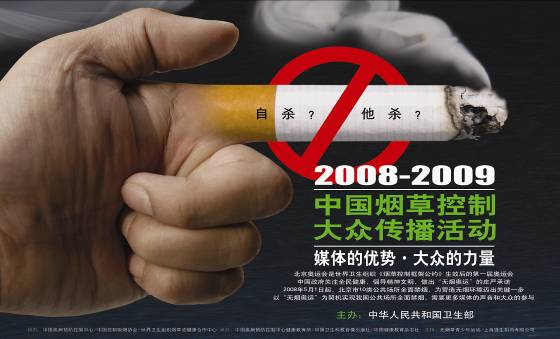 自杀? 他杀?
2008-2009
中国烟草控制
大众传播活动
媒体的优势·大众的力量
北京奥运会是世界卫生组织《烟草控制框架公约》生效后的第一届奥运会
中国政府关注全民健康，倡导精神文明，做出“无烟奥运”的庄严承诺
2008年5月1日起，北京市10类公共场所全面禁烟，为营造无烟环境迈出关键一步
以“无烟奥运”为契机实现我国公共场所全面禁烟，需要更多媒体的声音和大众的参与
主办：中华人民共和国卫生部